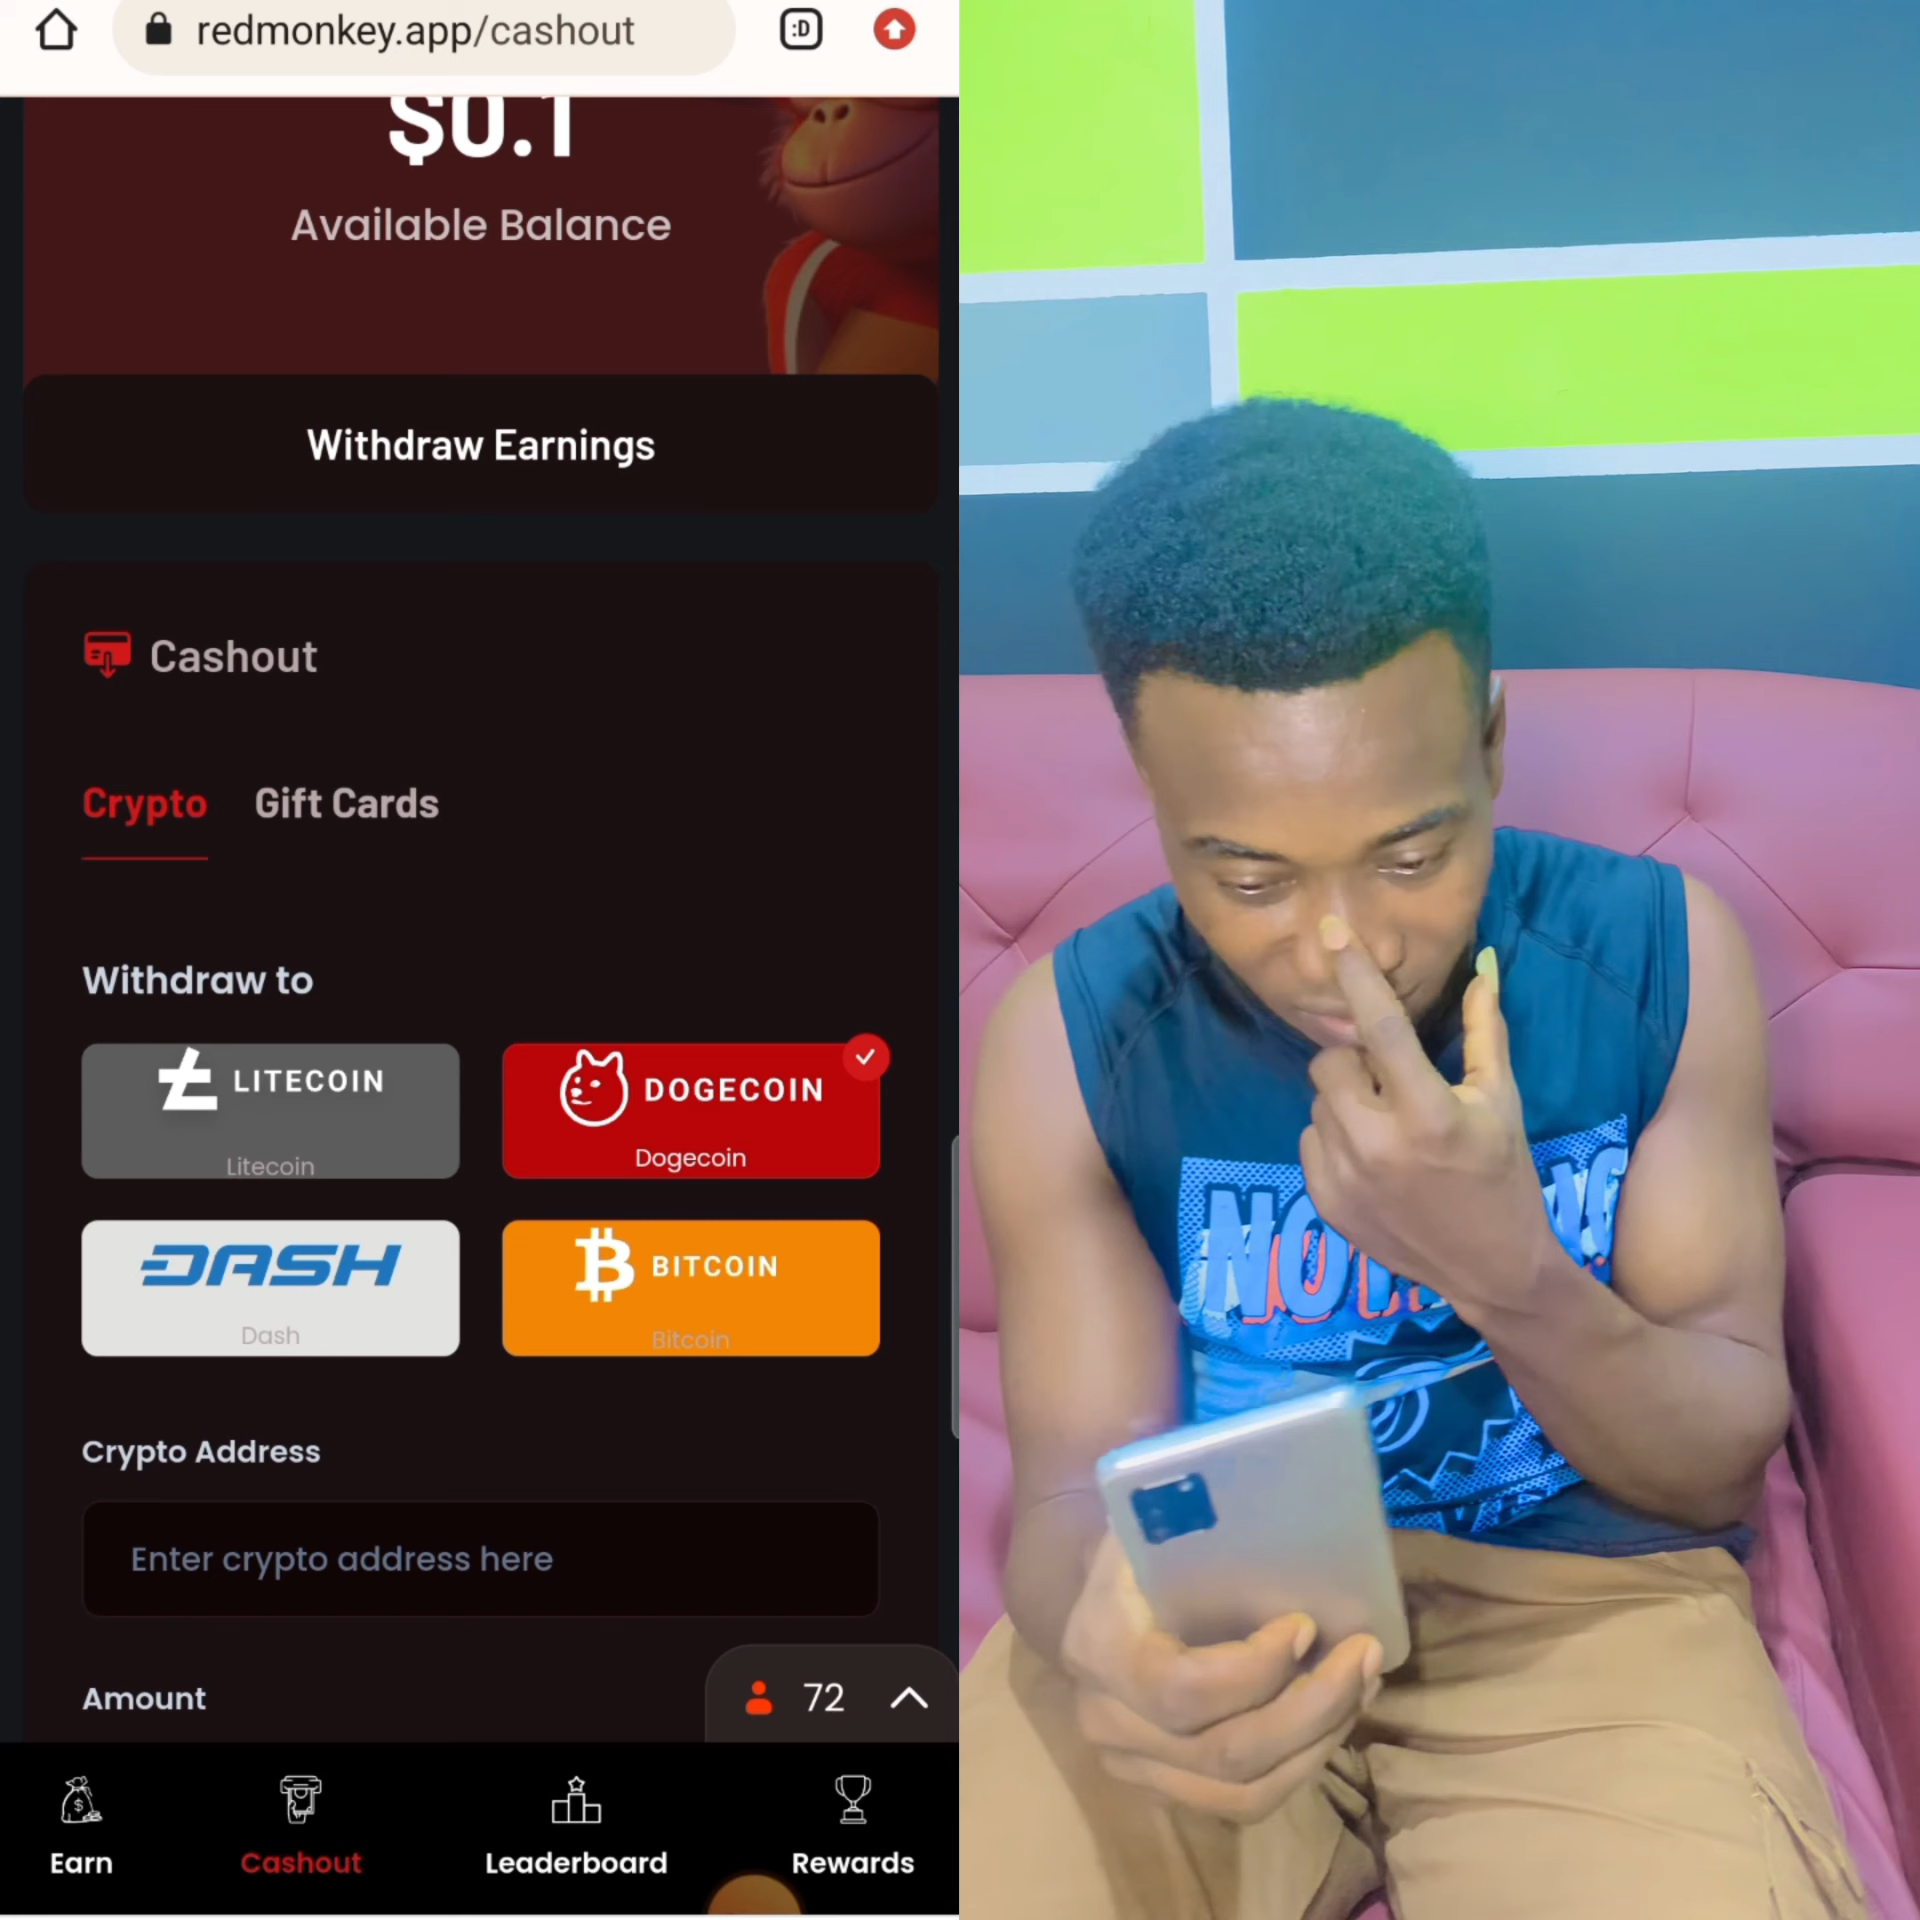 redmonkey.app/cashout
:D
$0.1
Available Balance
Withdraw Earnings
Cashout
Crypto Gift Cards
Withdraw to
LITECOIN
Litecoin
DOGECOIN
Dogecoin
DASH
Dash
BITCOIN
Bitcoin
Crypto Address
Enter crypto address here
Amount
72
Earn Cashout Leaderboard Rewards